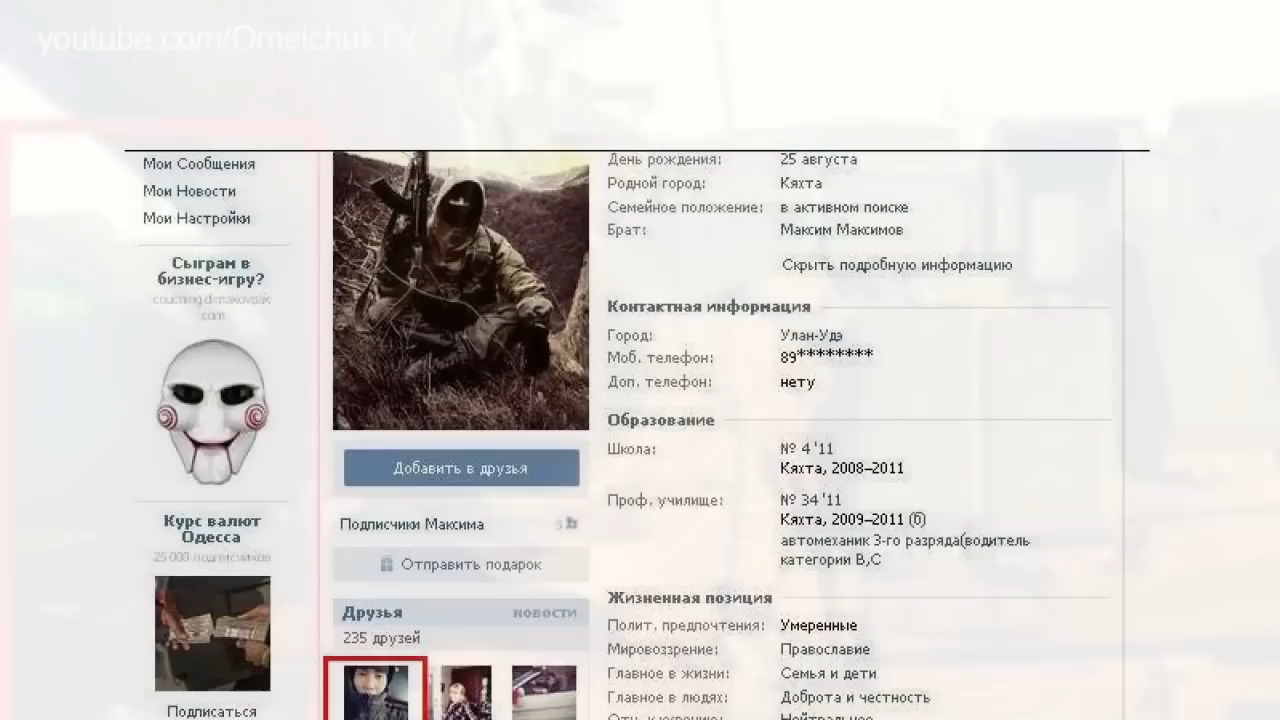 youtube.com/OmelchukTV
Мои Сообщения
Мои Новости
Мои Настройки
Сыграм в
бизнес-игру?
.com
Курс валют
Одесса
25 000 подписчиков
Подписаться
Добавить в друзья
Подписчики Максима
3
Отправить подарок
Друзья
новости
235 друзей
День рождения: 25 августа
Родной город: Кяхта
Семейное положение: в активном поиске
Брат: Максим Максимов
Скрыть подробную информацию
Контактная информация
Город: Улан-Удэ
Моб. телефон: 89********
Доп. телефон: нету
Образование
Школа: № 4 '11
Кяхта, 2008–2011
Проф. училище: № 34 '11
Кяхта, 2009–2011 (б)
автомеханик 3-го разряда(водитель
категории В,С
Жизненная позиция
Полит. предпочтения: Умеренные
Мировоззрение: Православие
Главное в жизни: Семья и дети
Главное в людях: Доброта и честность